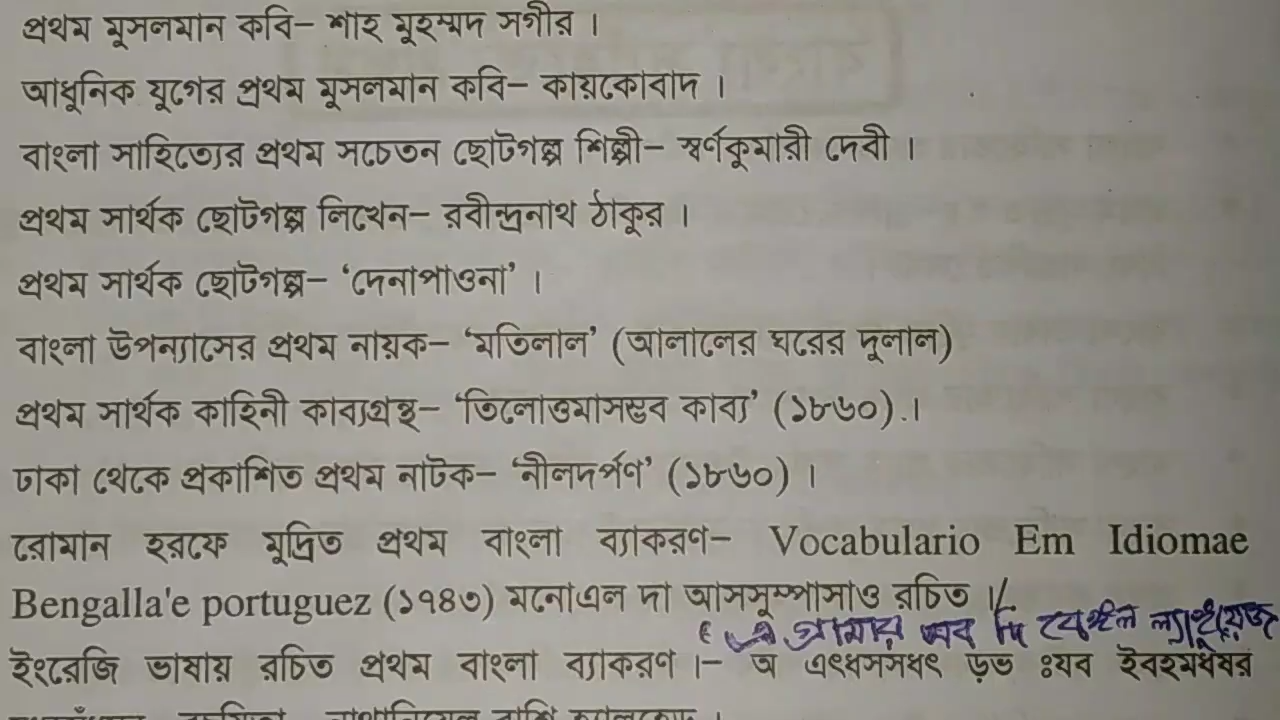 প্রথম মুসলমান কবি– শাহ মুহম্মদ সগীর ।
আধুনিক যুগের প্রথম মুসলমান কবি– কায়কোবাদ ।
বাংলা সাহিত্যের প্রথম সচেতন ছোটগল্প শিল্পী– স্বর্ণকুমারী দেবী ।
প্রথম সার্থক ছোটগল্প লিখেন– রবীন্দ্রনাথ ঠাকুর ।
প্রথম সার্থক ছোটগল্প– ‘দেনাপাওনা’ ।
বাংলা উপন্যাসের প্রথম নায়ক– ‘মতিলাল’ (আলালের ঘরের দুলাল)
প্রথম সার্থক কাহিনী কাব্যগ্রন্থ– ‘তিলোত্তমাসম্ভব কাব্য’ (১৮৬০) ।
ঢাকা থেকে প্রকাশিত প্রথম নাটক– ‘নীলদর্পণ’ (১৮৬০) ।
রোমান হরফে মুদ্রিত প্রথম বাংলা ব্যাকরণ– Vocabulario Em Idiomae
Bengalla'e portuguez (১৭৪৩) মনোএল দা আসসুম্পাসাও রচিত ।
এ গ্রামার অব দি বেঙ্গল ল্যাঙ্গুয়েজ
ইংরেজি ভাষায় রচিত প্রথম বাংলা ব্যাকরণ ।– অ এৎধসসধৎ ড়ভ ঃযব ইবহমধষর